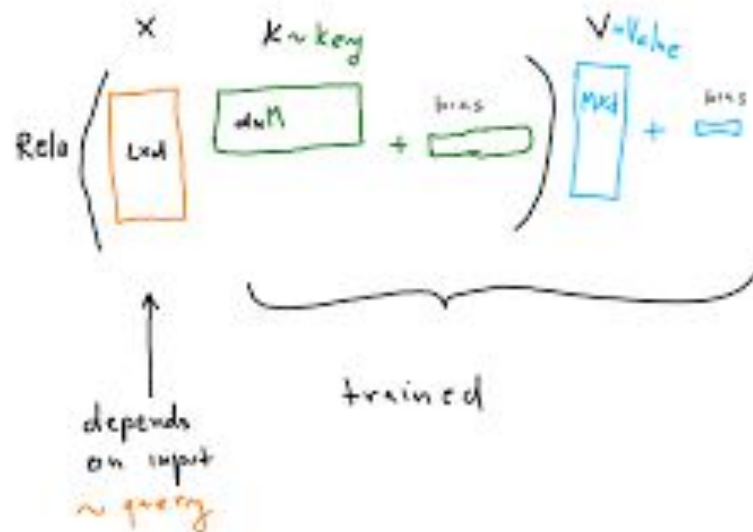 X K ~ key V ~ Value
Relu ( Lxd dxM + bias ) Mxd + bias
trained
depends
on input
~ query